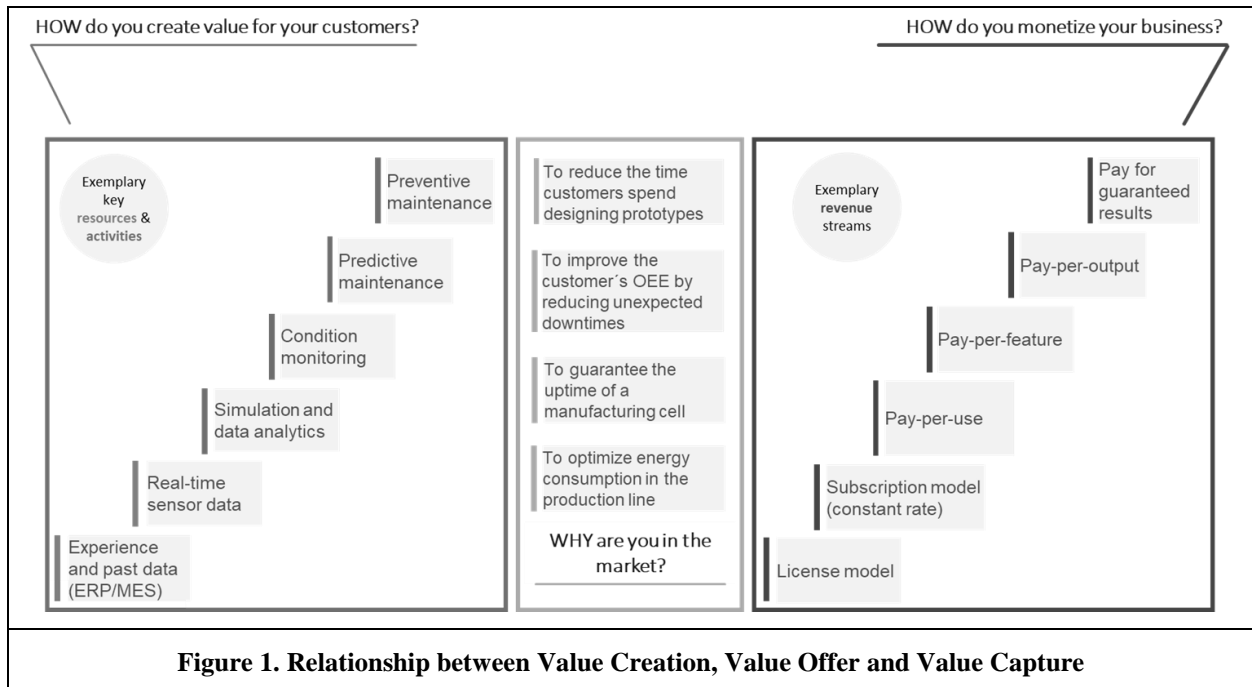 HOW do you create value for your customers?
HOW do you monetize your business?
Exemplary
key
resources &
activities
Preventive
maintenance
Predictive
maintenance
Condition
monitoring
Simulation and
data analytics
Real-time
sensor data
Experience
and past data
(ERP/MES)
To reduce the time
customers spend
designing prototypes
To improve the
customer´s OEE by
reducing unexpected
downtimes
To guarantee the
uptime of a
manufacturing cell
To optimize energy
consumption in the
production line
WHY are you in the
market?
Exemplary
revenue
streams
Pay for
guaranteed
results
Pay-per-output
Pay-per-feature
Pay-per-use
Subscription model
(constant rate)
License model
Figure 1. Relationship between Value Creation, Value Offer and Value Capture